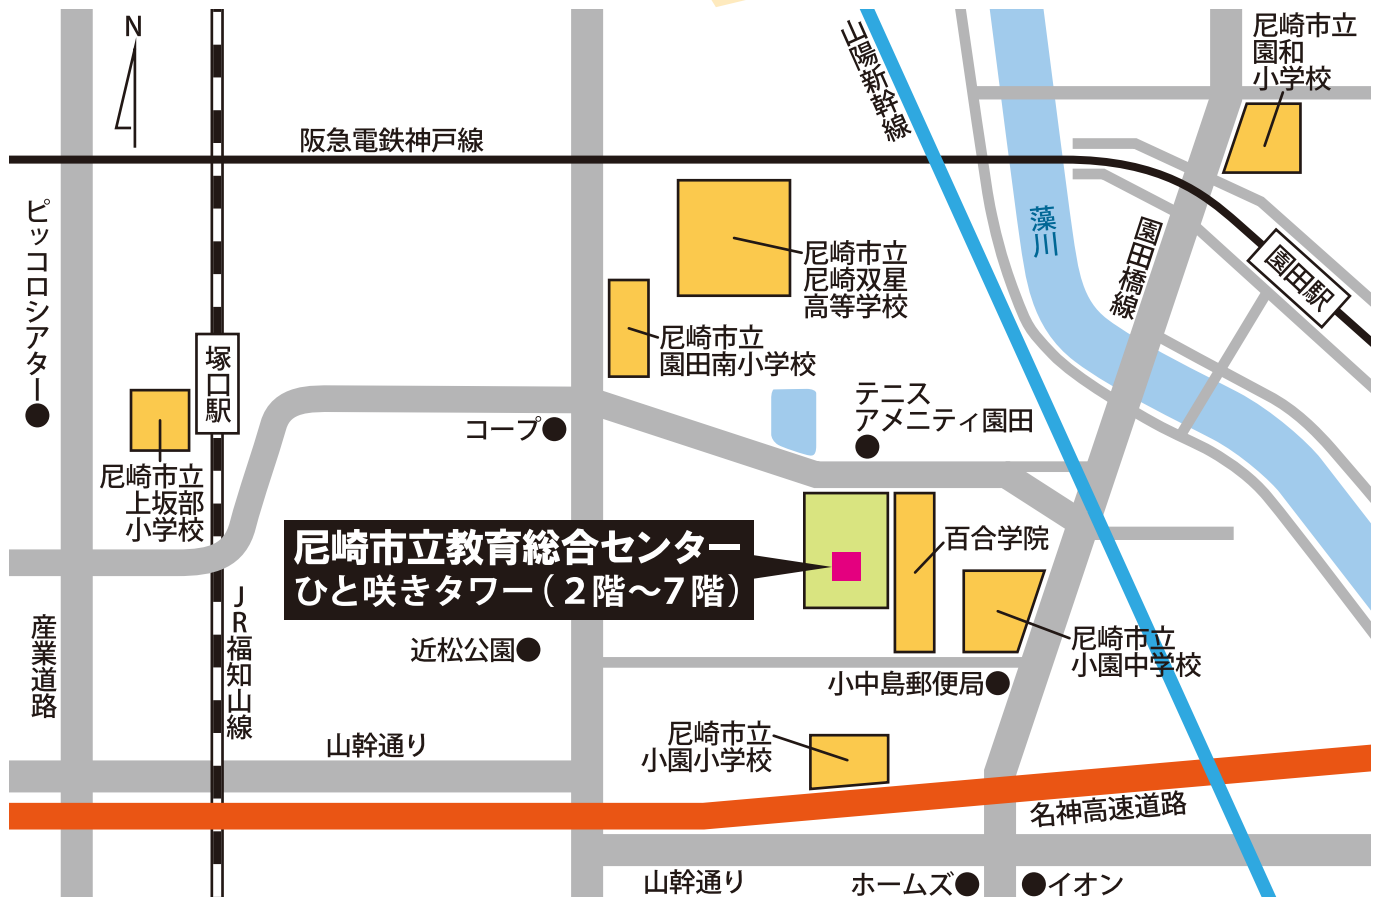 N
尼崎市立
園和
小学校
山陽新幹線
阪急電鉄神戸線
ピッコロシアター
藻川
園田橋線
園田駅
尼崎市立
尼崎双星
高等学校
尼崎市立
園田南小学校
塚口駅
コープ
テニス
アメニティ園田
尼崎市立
上坂部
小学校
尼崎市立教育総合センター
ひと咲きタワー（2階〜7階）
百合学院
産業道路
JR福知山線
近松公園
尼崎市立
小園中学校
小中島郵便局
尼崎市立
小園小学校
山幹通り
名神高速道路
山幹通り
ホームズ
イオン